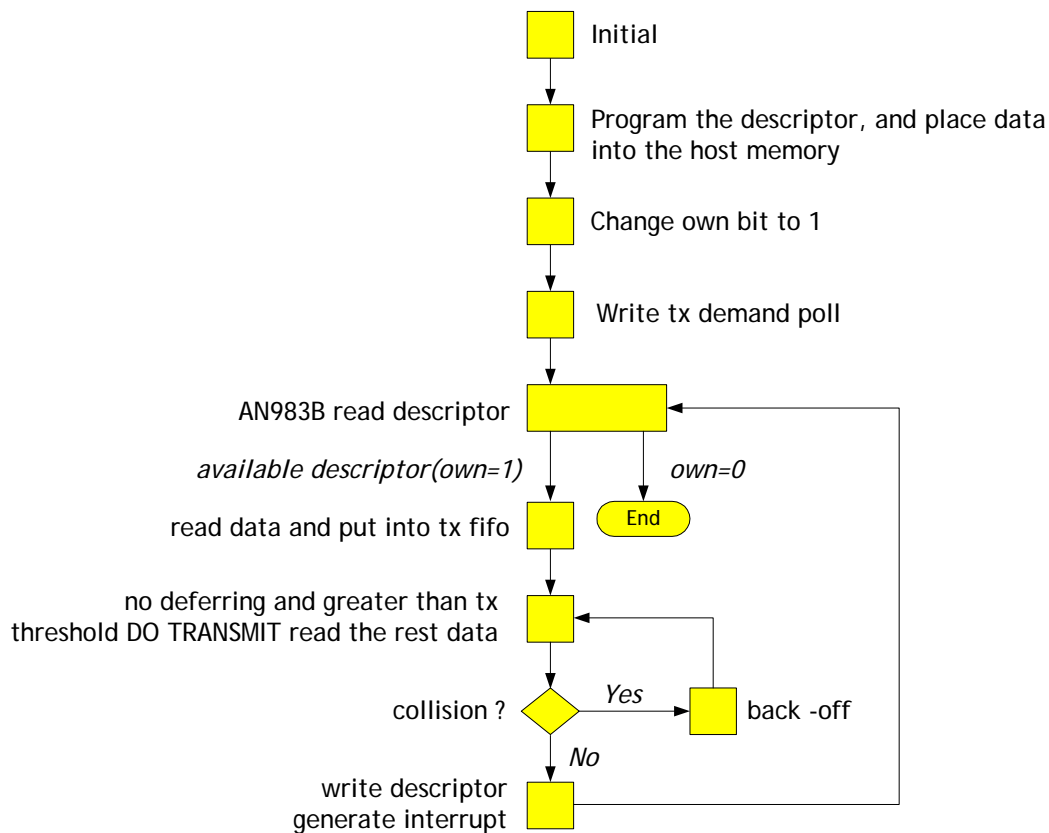 Initial
Program the descriptor, and place data
into the host memory
Change own bit to 1
Write tx demand poll
AN983B read descriptor
available descriptor(own=1)
own=0
End
read data and put into tx fifo
no deferring and greater than tx
threshold DO TRANSMIT read the rest data
collision ?
Yes
back -off
No
write descriptor
generate interrupt